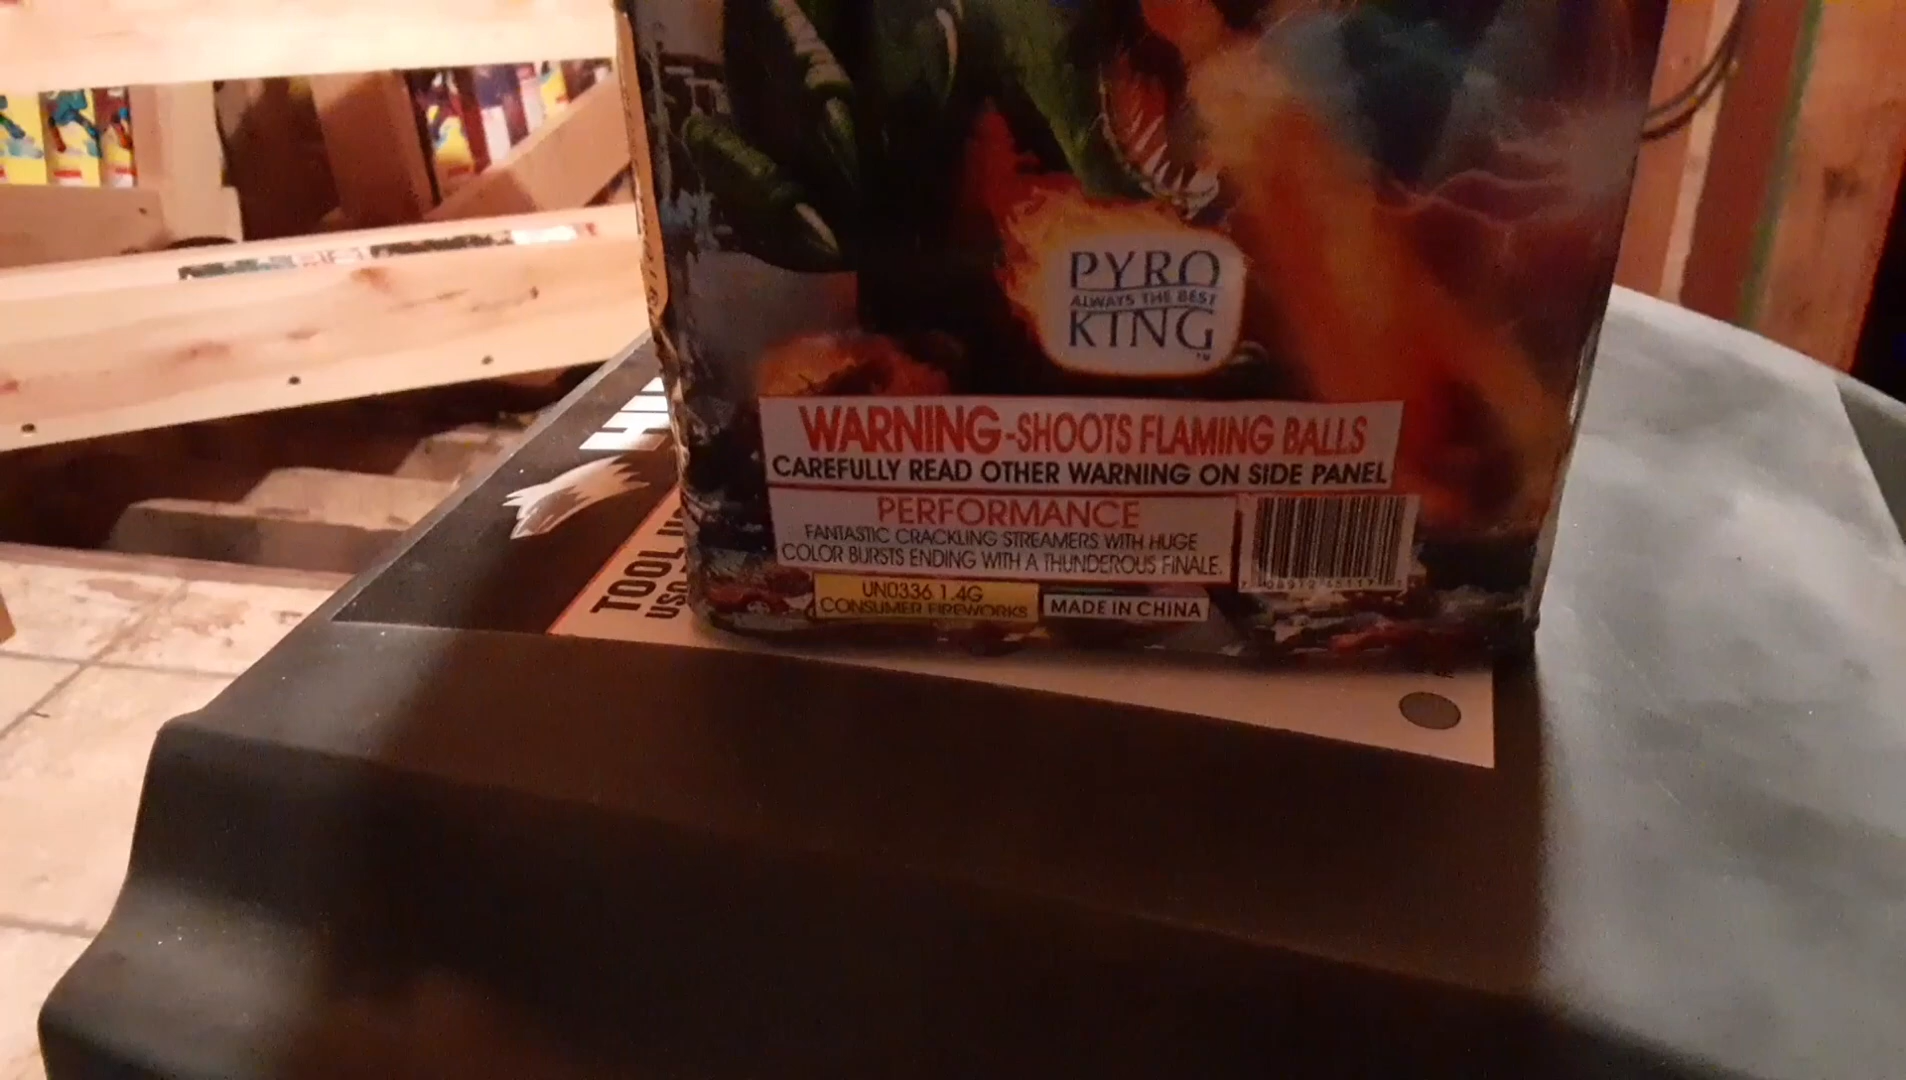 PYRO
ALWAYS THE BEST
KING
TM
WARNING-SHOOTS FLAMING BALLS
CAREFULLY READ OTHER WARNING ON SIDE PANEL
PERFORMANCE
FANTASTIC CRACKLING STREAMERS WITH HUGE
COLOR BURSTS ENDING WITH A THUNDEROUS FINALE.
UN0336 1.4G
CONSUMER FIREWORKS
MADE IN CHINA
TOOL